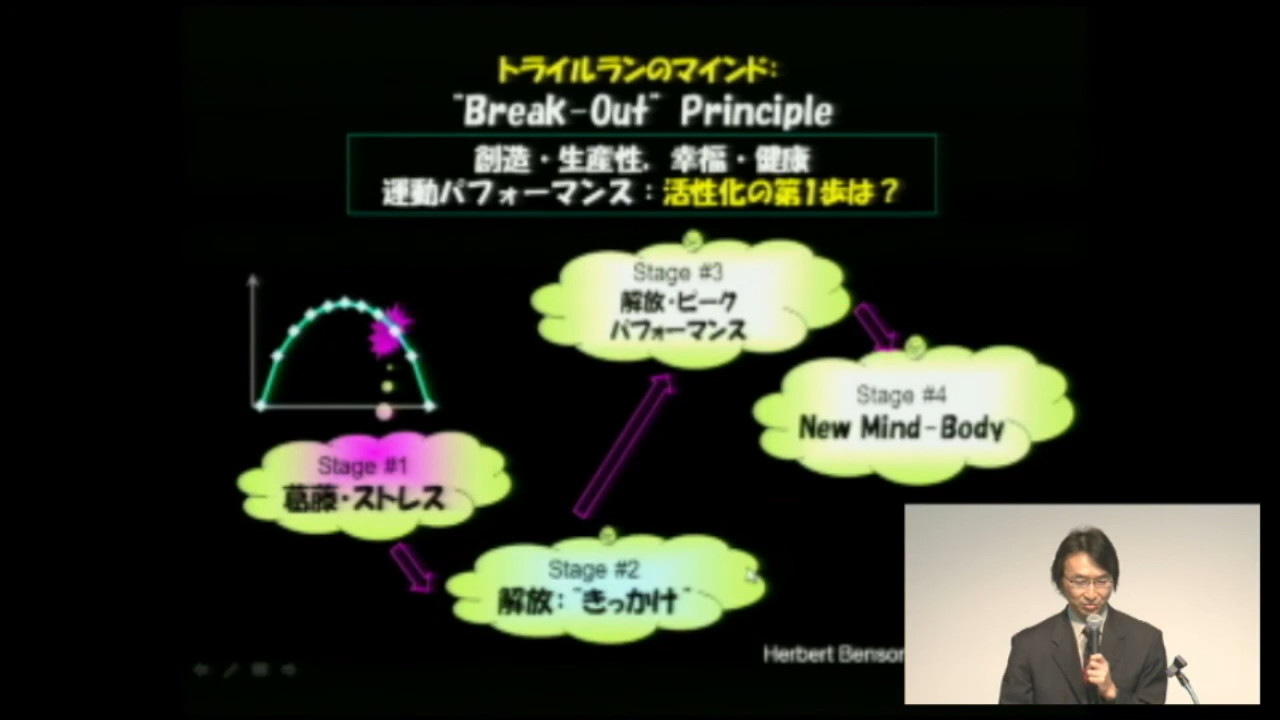 トライルランのマインド:
"Break-Out" Principle
創造・生産性，幸福・健康
運動パフォーマンス：活性化の第1歩は？
Stage #3
解放・ピーク
パフォーマンス
Stage #4
New Mind-Body
Stage #1
葛藤・ストレス
Stage #2
解放："きっかけ"
Herbert Benson